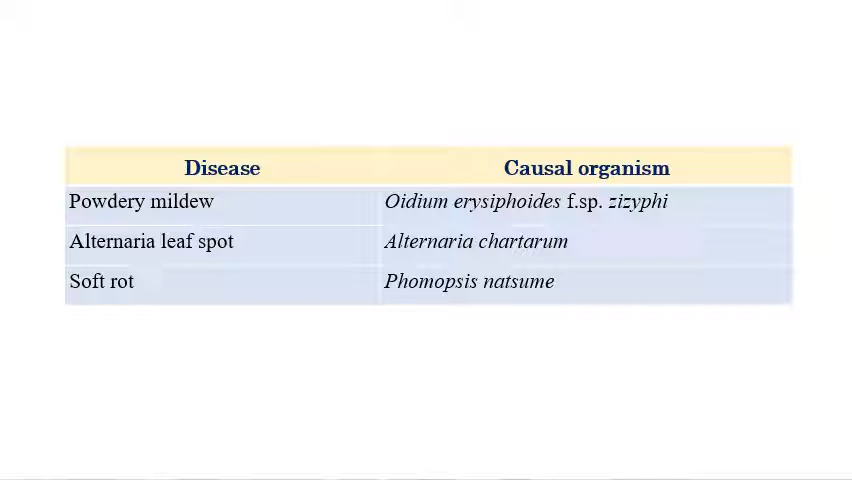 Disease Causal organism
Powdery mildew Oidium erysiphoides f.sp. zizyphi
Alternaria leaf spot Alternaria chartarum
Soft rot Phomopsis natsume